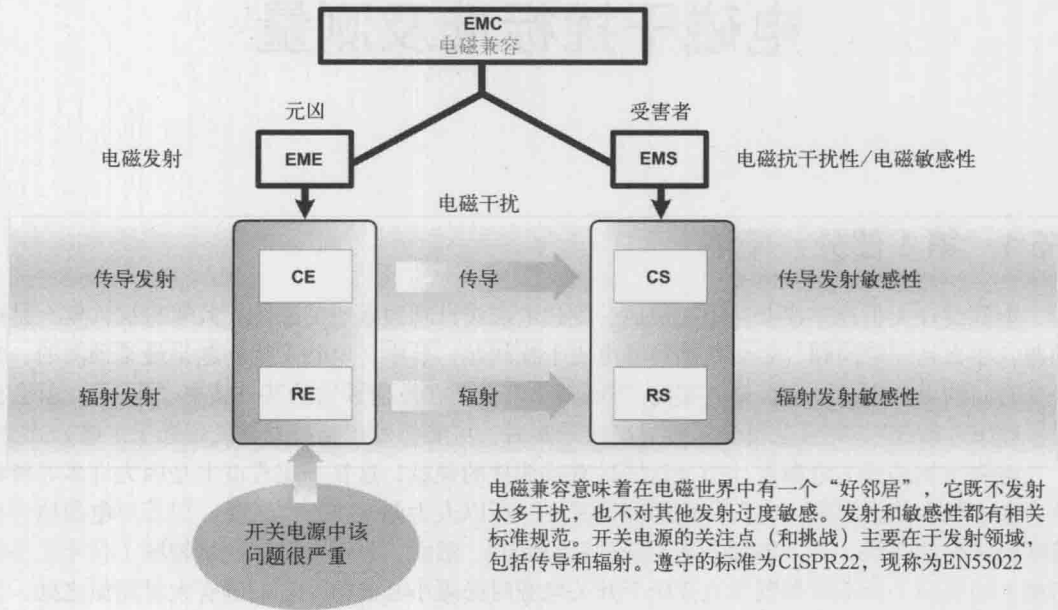 EMC
电磁兼容
元凶
受害者
电磁发射
EME
EMS
电磁抗干扰性/电磁敏感性
电磁干扰
传导发射
CE
传导
CS
传导发射敏感性
辐射发射
RE
辐射
RS
辐射发射敏感性
开关电源中该
问题很严重
电磁兼容意味着在电磁世界中有一个“好邻居”，它既不发射
太多干扰，也不对其他发射过度敏感。发射和敏感性都有相关
标准规范。开关电源的关注点（和挑战）主要在于发射领域，
包括传导和辐射。遵守的标准为CISPR22，现称为EN55022